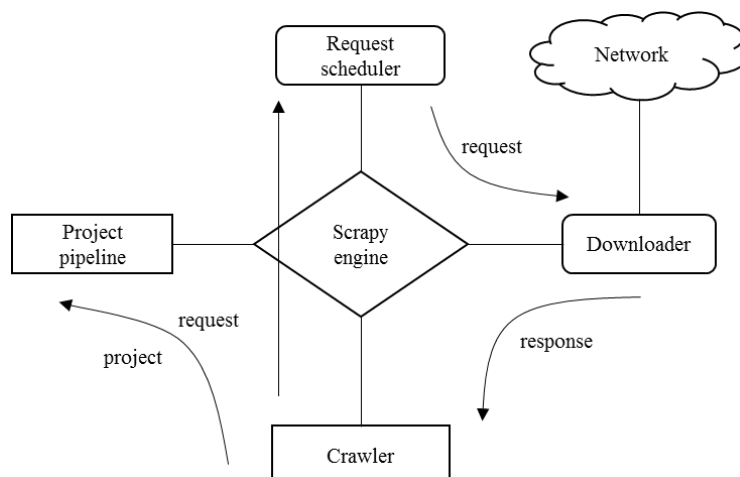 Request
scheduler
Network
request
Project
pipeline
Scrapy
engine
Downloader
request
project
response
Crawler